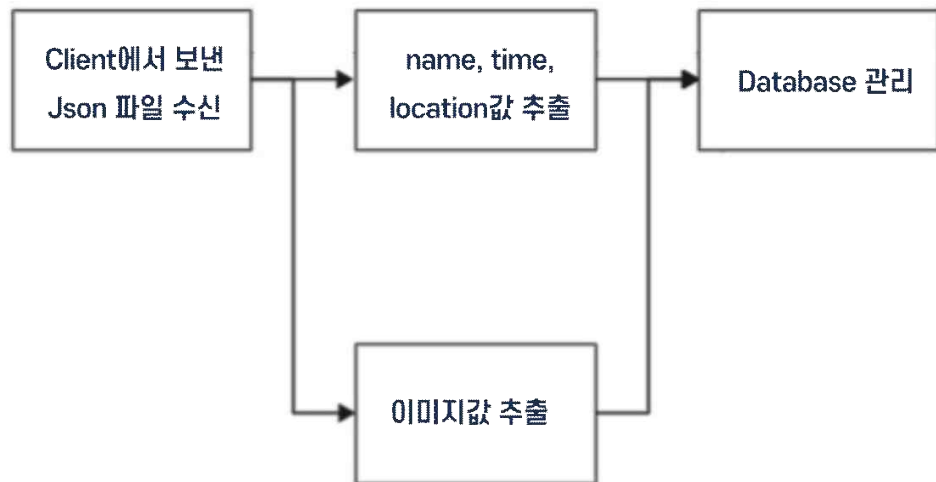 Client에서 보낸
Json 파일 수신
name, time,
location값 추출
Database 관리
이미지값 추출